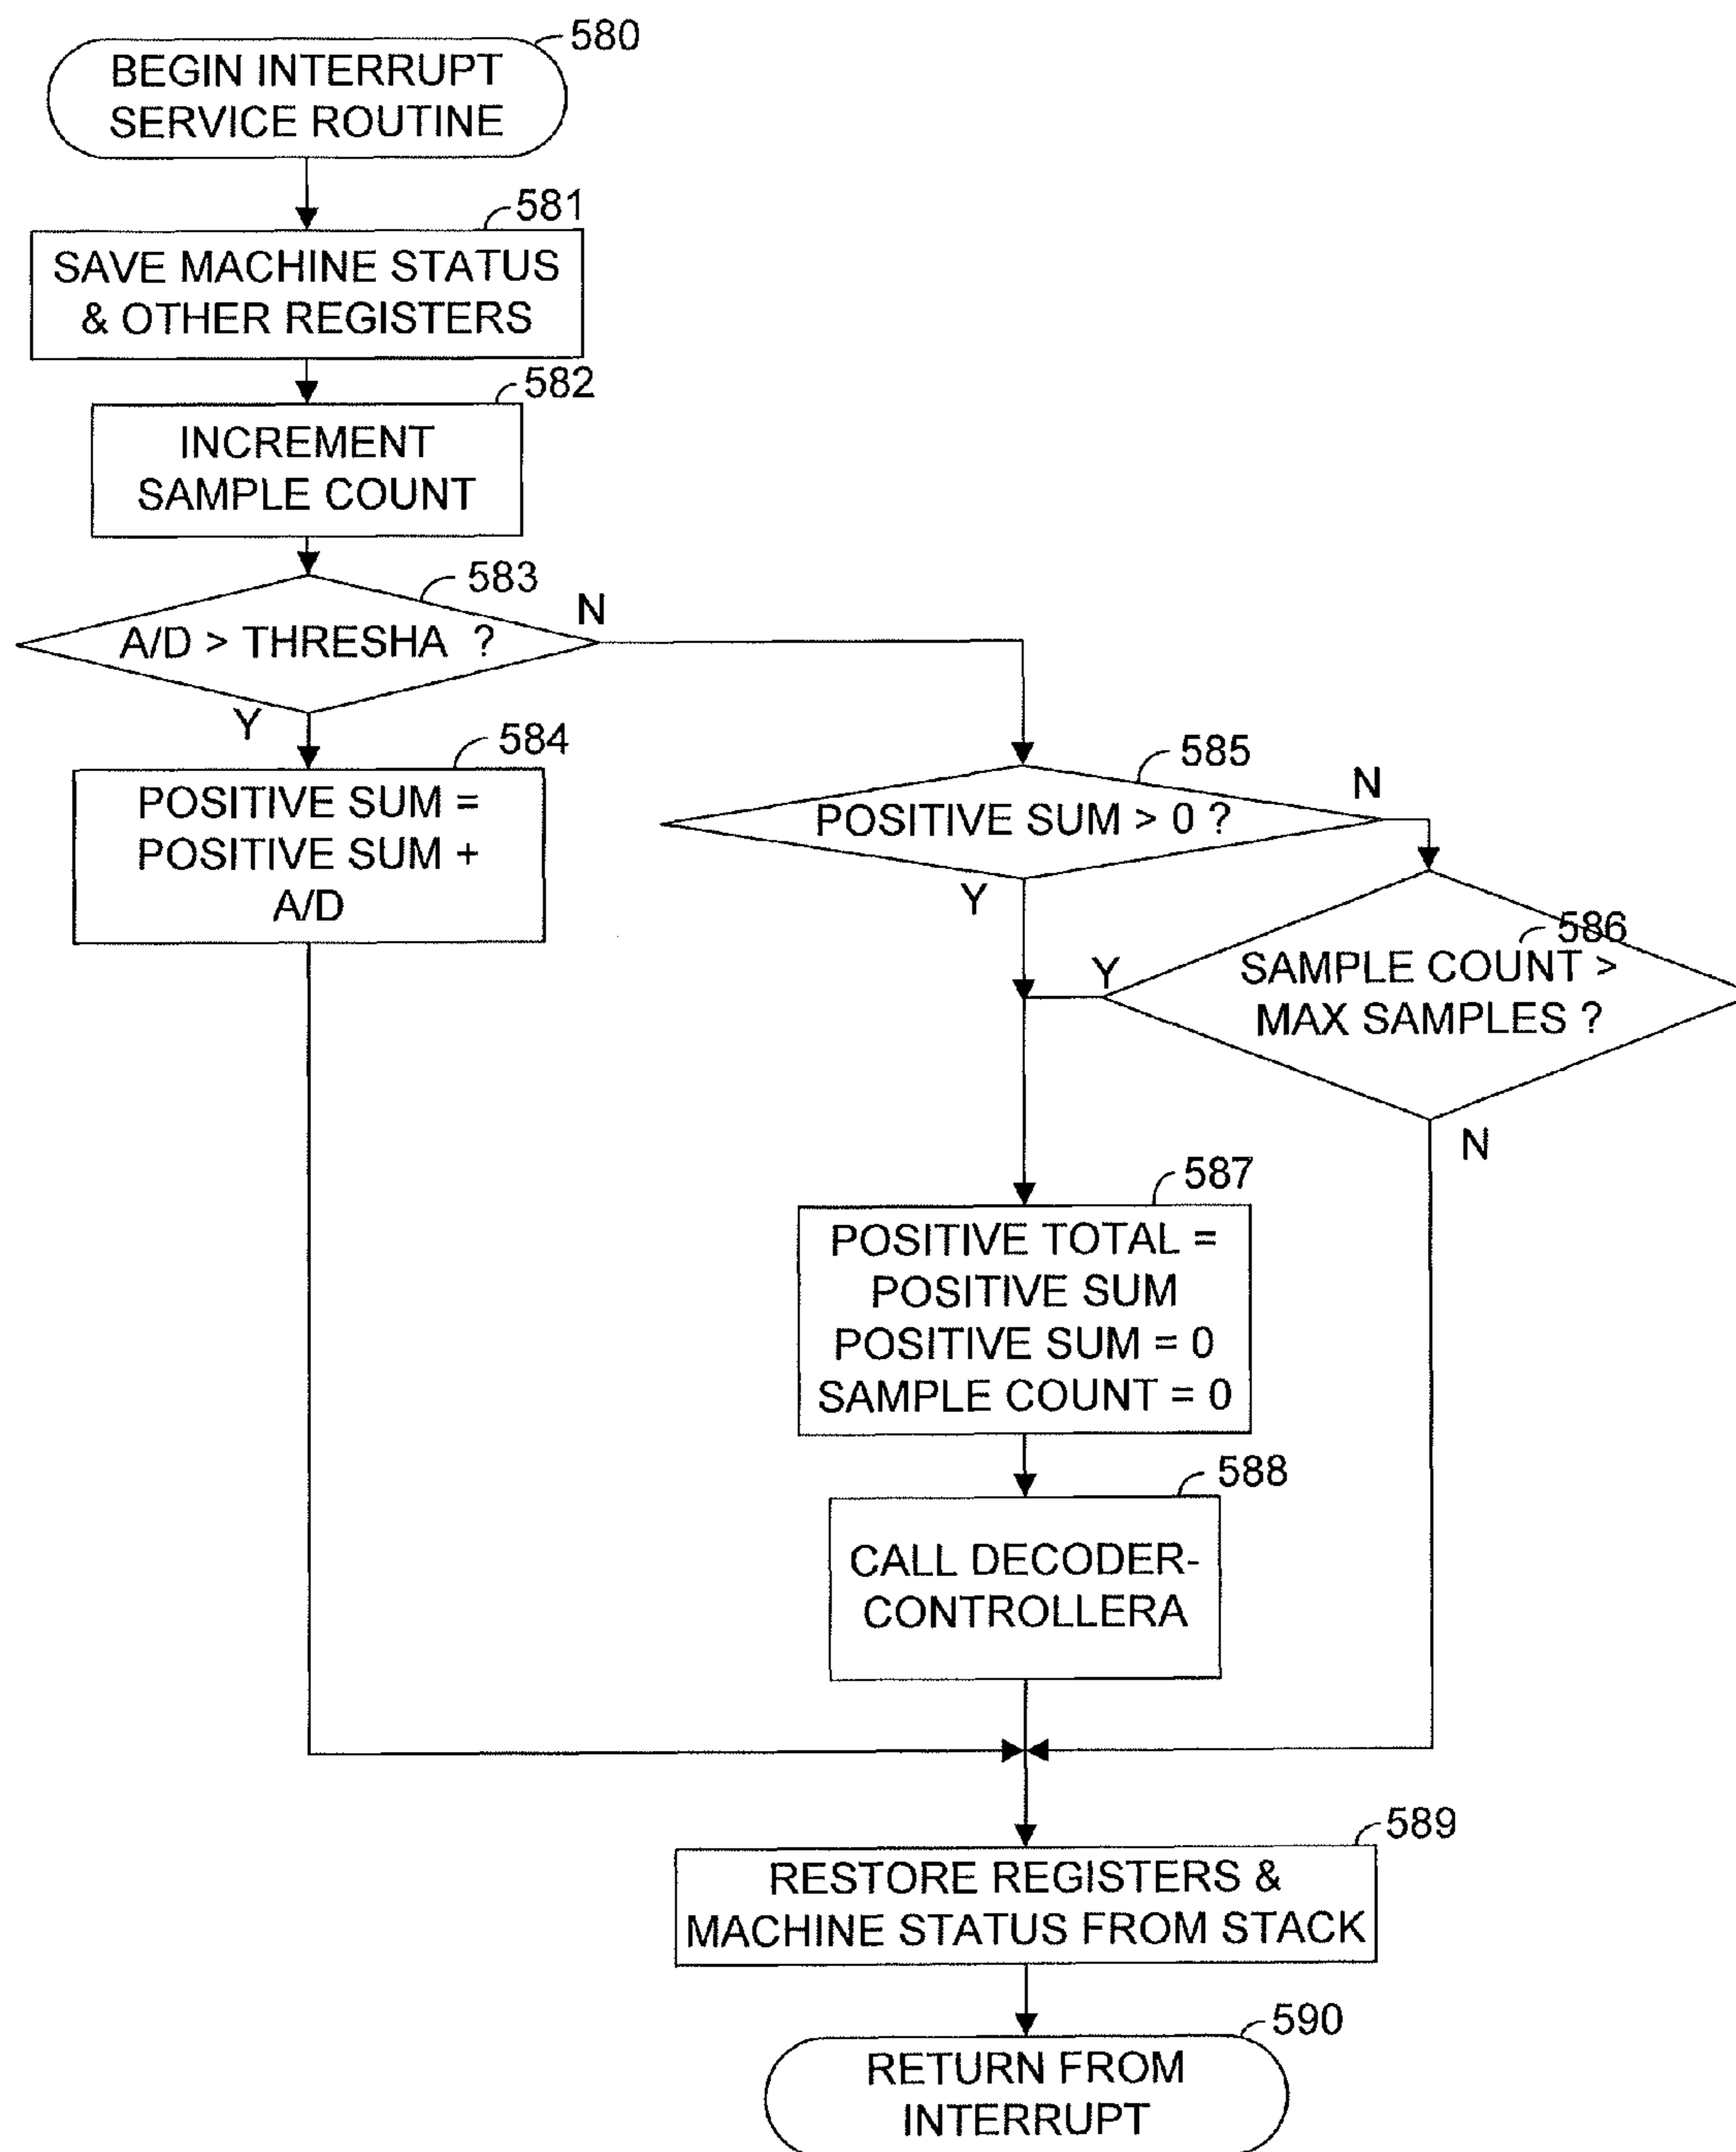 580
BEGIN INTERRUPT
SERVICE ROUTINE
581
SAVE MACHINE STATUS
& OTHER REGISTERS
582
INCREMENT
SAMPLE COUNT
583
A/D > THRESHA ?
N
Y
584
POSITIVE SUM =
POSITIVE SUM +
A/D
585
POSITIVE SUM > 0 ?
N
Y
586
SAMPLE COUNT >
MAX SAMPLES ?
Y
N
587
POSITIVE TOTAL =
POSITIVE SUM
POSITIVE SUM = 0
SAMPLE COUNT = 0
588
CALL DECODER-
CONTROLLERA
589
RESTORE REGISTERS &
MACHINE STATUS FROM STACK
590
RETURN FROM
INTERRUPT